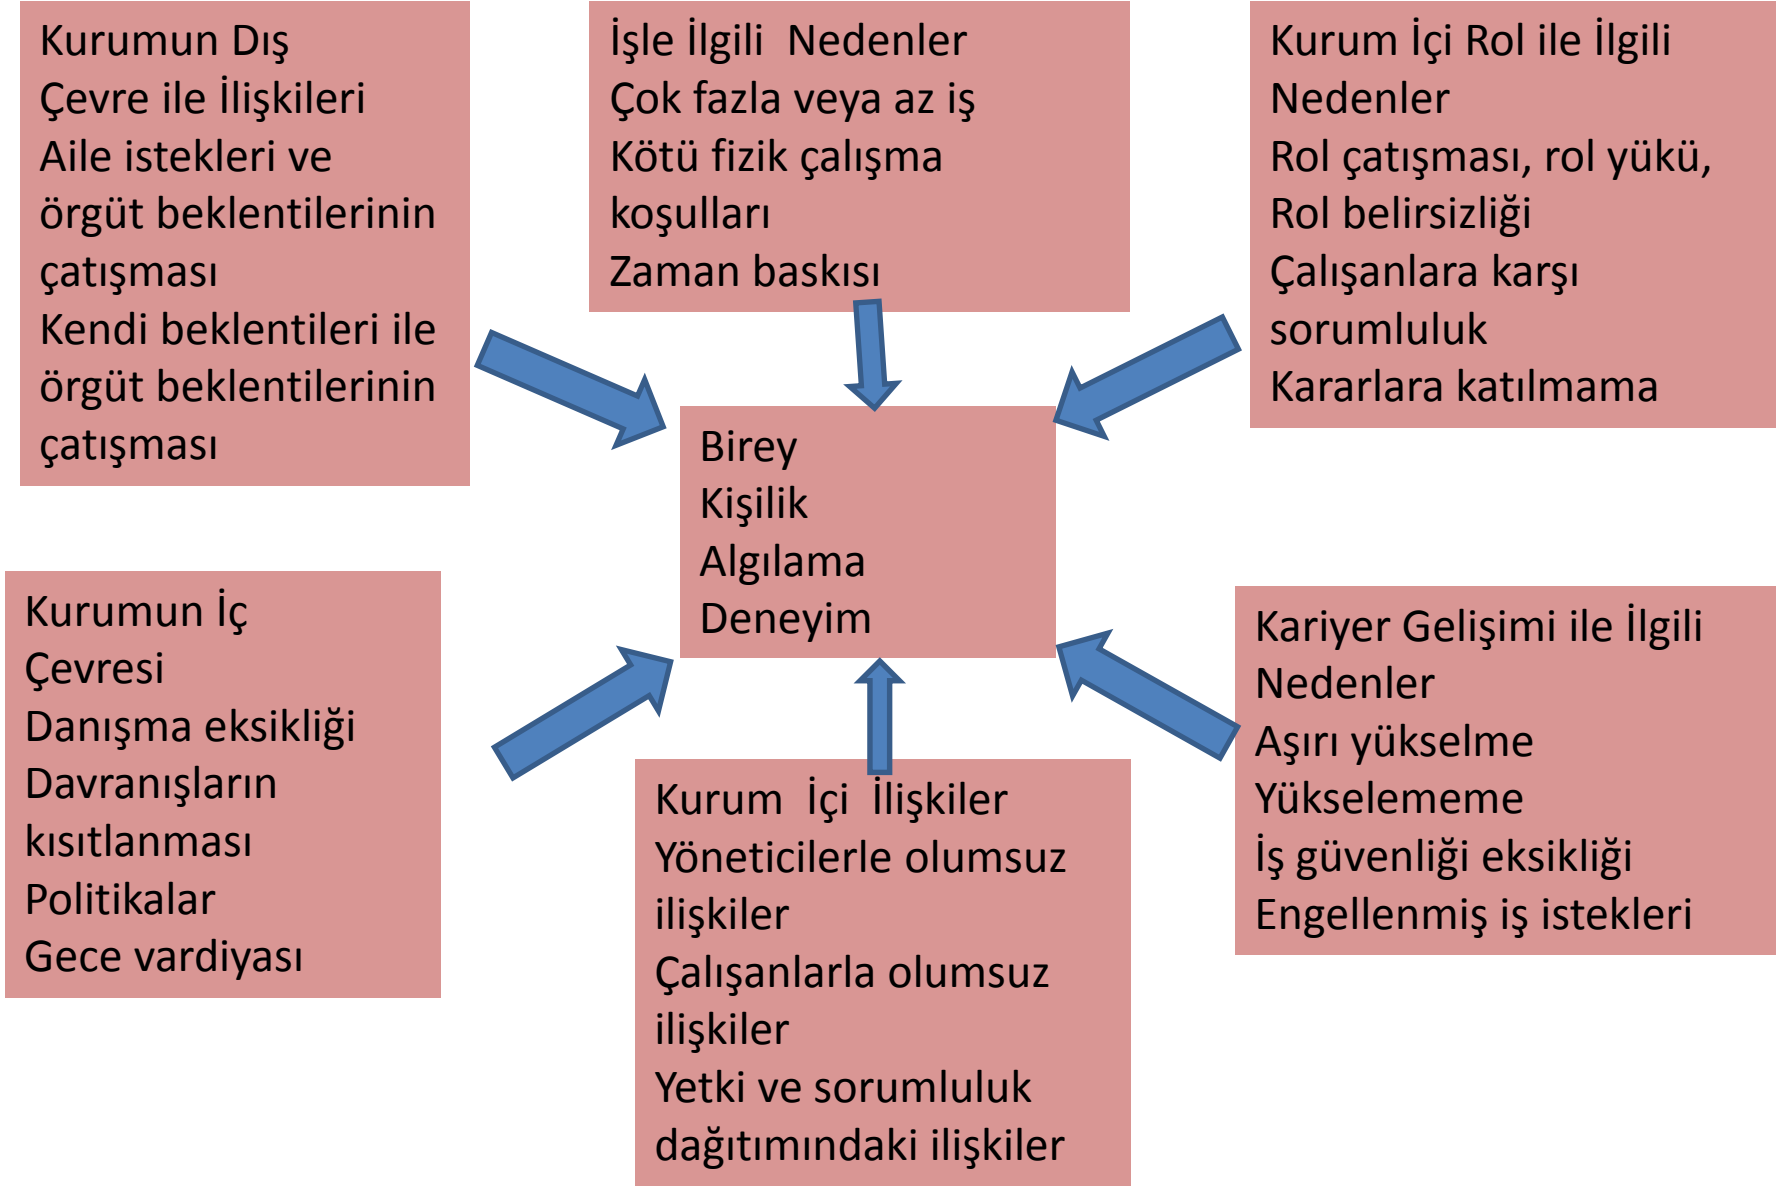 Kurumun Dış
Çevre ile İlişkileri
Aile istekleri ve
örgüt beklentilerinin
çatışması
Kendi beklentileri ile
örgüt beklentilerinin
çatışması
İşle İlgili  Nedenler
Çok fazla veya az iş
Kötü fizik çalışma
koşulları
Zaman baskısı
Kurum İçi Rol ile İlgili
Nedenler
Rol çatışması, rol yükü,
Rol belirsizliği
Çalışanlara karşı
sorumluluk
Kararlara katılmama
Birey
Kişilik
Algılama
Deneyim
Kurumun İç
Çevresi
Danışma eksikliği
Davranışların
kısıtlanması
Politikalar
Gece vardiyası
Kurum  İçi  İlişkiler
Yöneticilerle olumsuz
ilişkiler
Çalışanlarla olumsuz
ilişkiler
Yetki ve sorumluluk
dağıtımındaki ilişkiler
Kariyer Gelişimi ile İlgili
Nedenler
Aşırı yükselme
Yükselememe
İş güvenliği eksikliği
Engellenmiş iş istekleri